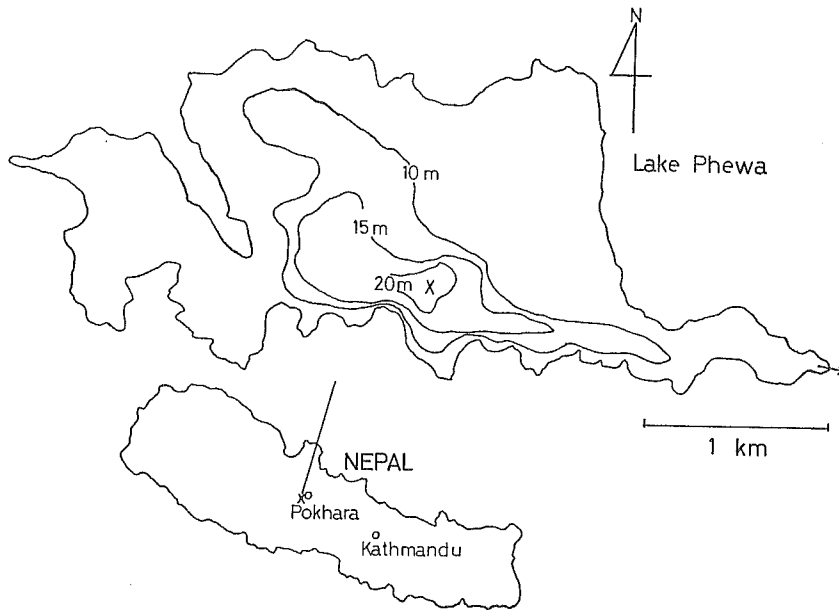 N
Lake Phewa
10 m
15 m
20 m X
1 km
NEPAL
x
Pokhara
Kathmandu